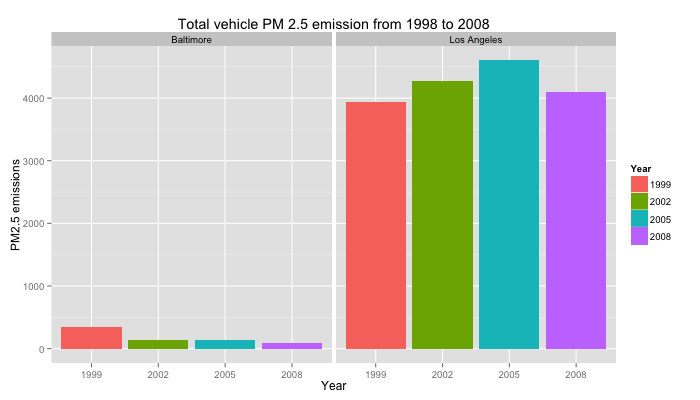 Total vehicle PM 2.5 emission from 1998 to 2008
Baltimore
Los Angeles
PM2.5 emissions
4000
3000
2000
1000
0
1999 2002 2005 2008
1999 2002 2005 2008
Year
Year
1999
2002
2005
2008